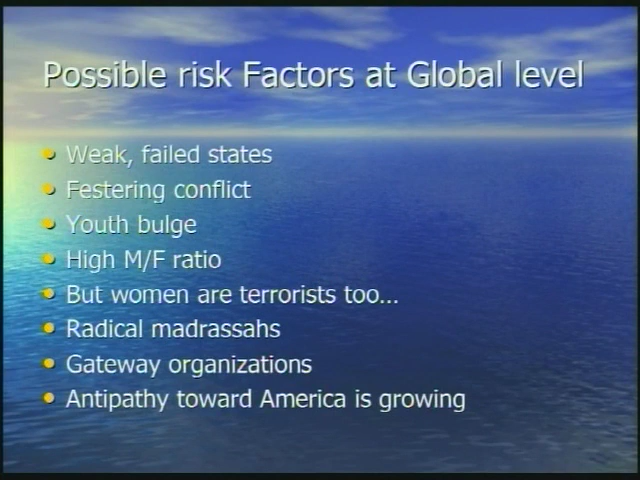 Possible risk Factors at Global level
• Weak, failed states
• Festering conflict
• Youth bulge
• High M/F ratio
• But women are terrorists too...
• Radical madrassahs
• Gateway organizations
• Antipathy toward America is growing